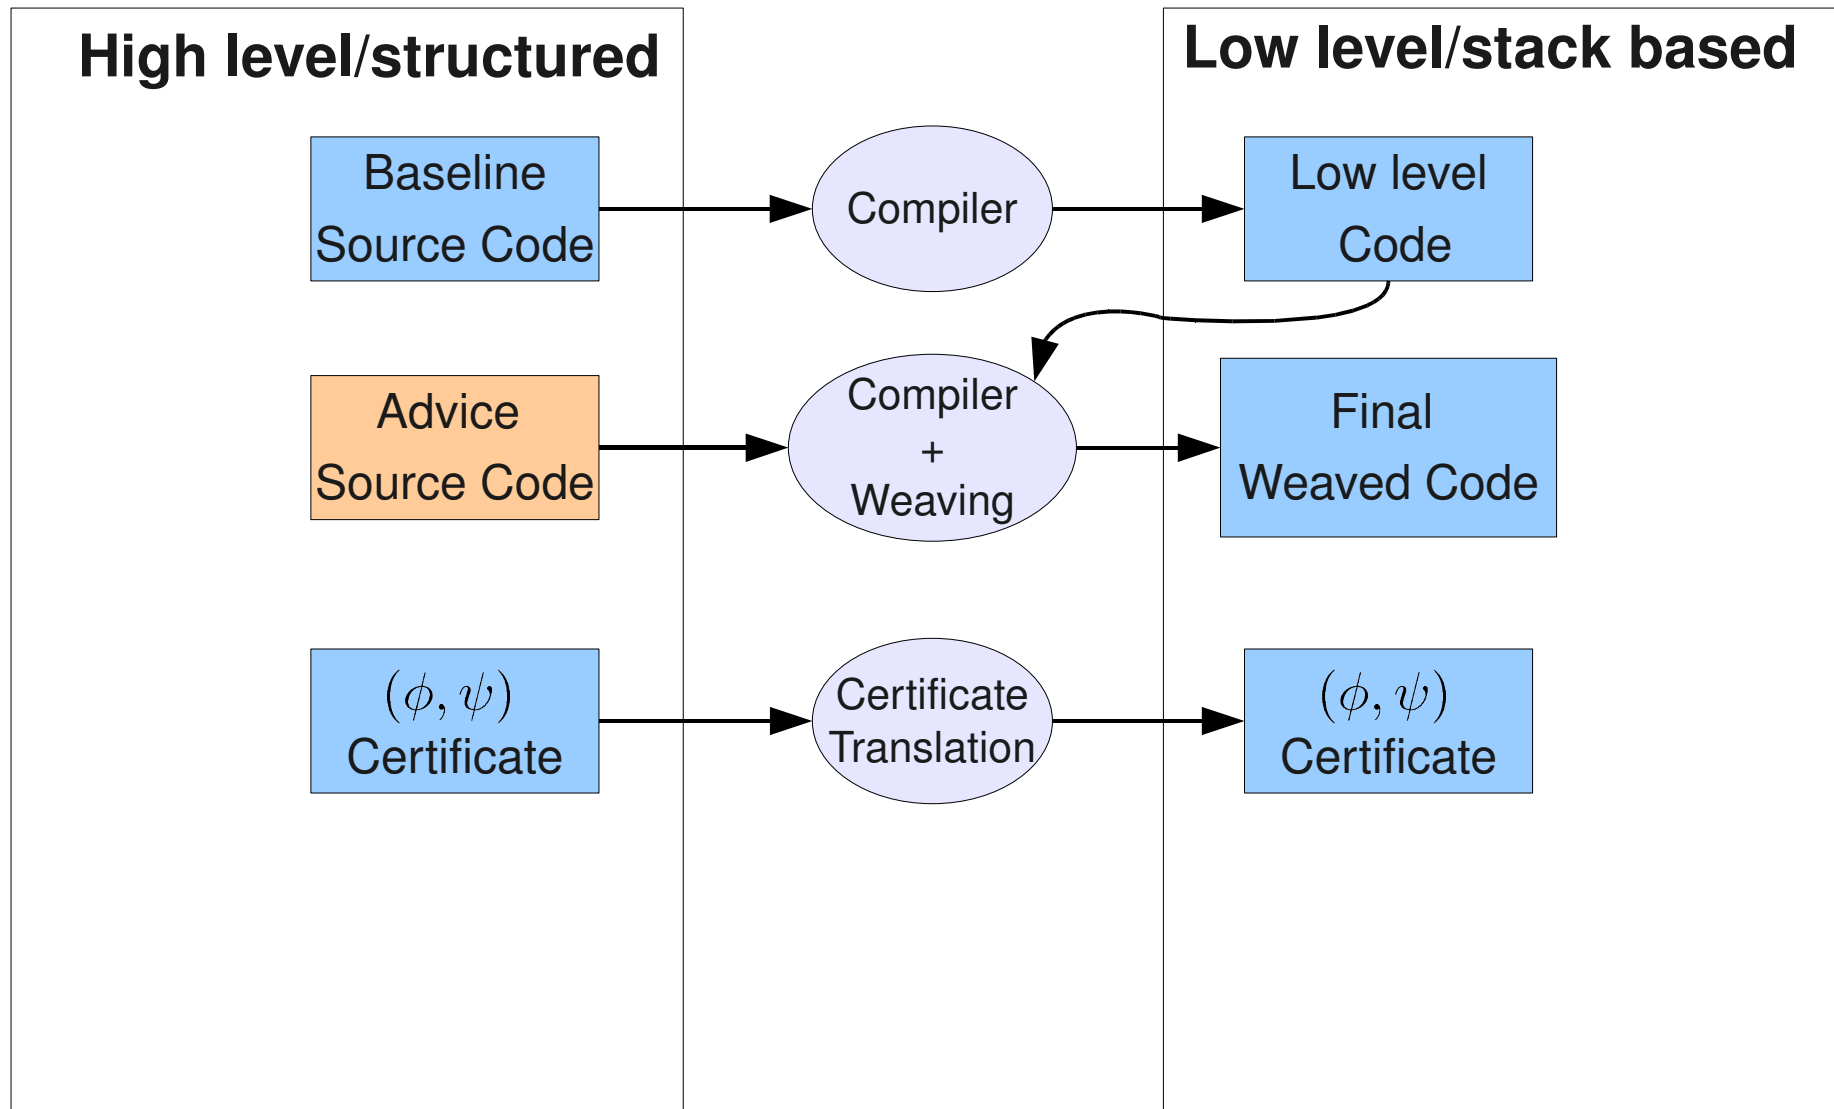 High level/structured
Low level/stack based
Baseline
Source Code
Compiler
Low level
Code
Advice
Source Code
Compiler
+
Weaving
Final
Weaved Code
(ϕ, ψ)
Certificate
Certificate
Translation
(ϕ, ψ)
Certificate